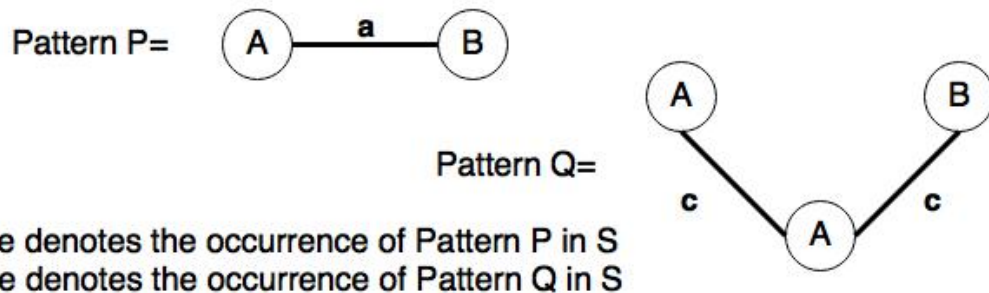 Pattern P=
A
a
B
A
B
Pattern Q=
c
c
A
e denotes the occurrence of Pattern P in S
e denotes the occurrence of Pattern Q in S